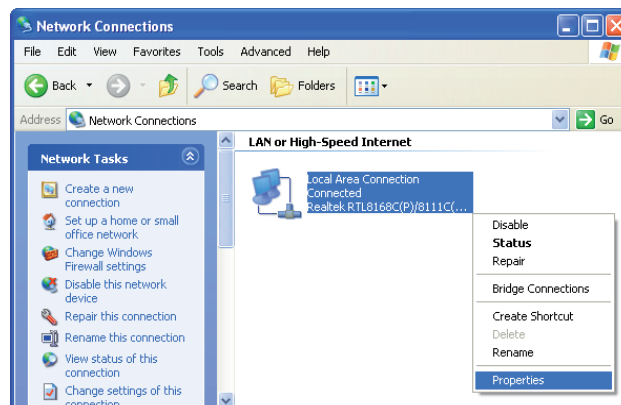 Network Connections
File Edit View Favorites Tools Advanced Help
Back Search Folders
Address Network Connections Go
Network Tasks
Create a new
connection
Set up a home or small
office network
Change Windows
Firewall settings
Disable this network
device
Repair this connection
Rename this connection
View status of this
connection
Change settings of this
connection
LAN or High-Speed Internet
Local Area Connection
Connected
Realtek RTL8168C(P)/8111C(...
Disable
Status
Repair
Bridge Connections
Create Shortcut
Delete
Rename
Properties